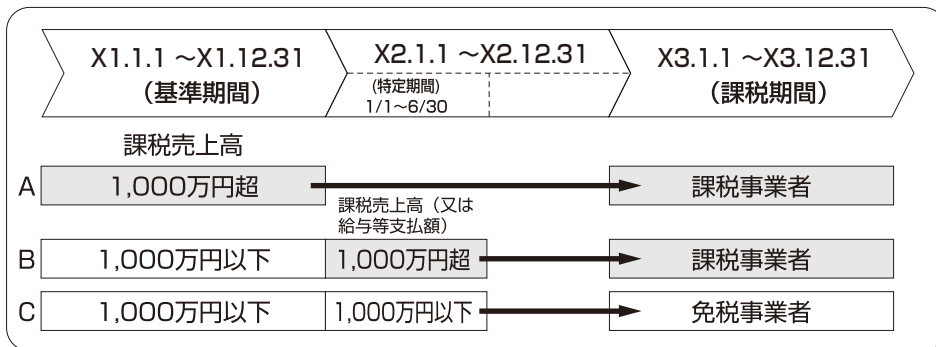 X1.1.1 ～X1.12.31
(基準期間)
X2.1.1 ～X2.12.31
(特定期間)
1/1～6/30
X3.1.1 ～X3.12.31
(課税期間)
課税売上高
A 1,000万円超 課税事業者
課税売上高（又は
給与等支払額）
B 1,000万円以下 1,000万円超 課税事業者
C 1,000万円以下 1,000万円以下 免税事業者